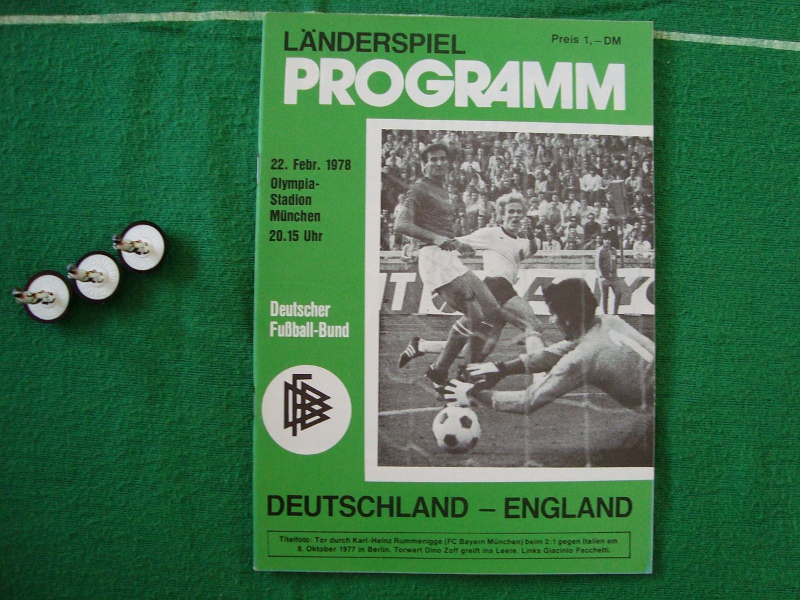 LÄNDERSPIEL
Preis 1,–DM
PROGRAMM
22. Febr. 1978
Olympia-
Stadion
München
20.15 Uhr
Deutscher
Fußball-Bund
DFB
DEUTSCHLAND – ENGLAND
Titelfoto: Tor durch Karl-Heinz Rummenigge (FC Bayern München) beim 2:1 gegen Italien am
8. Oktober 1977 in Berlin. Torwart Dino Zoff greift ins Leere. Links Giacinto Facchetti.